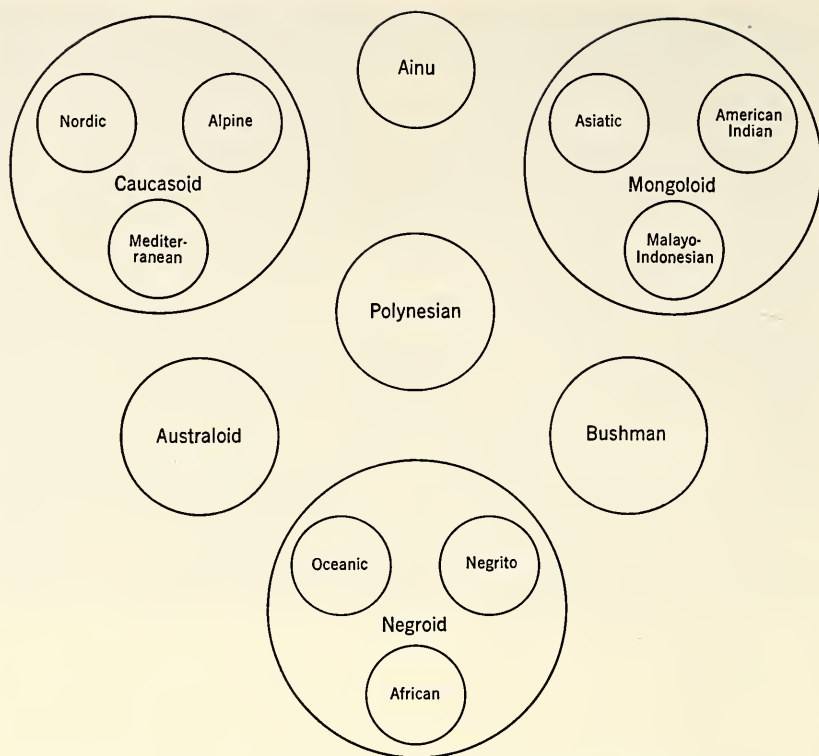 Ainu
Nordic
Alpine
Caucasoid
Mediter-
ranean
Asiatic
American
Indian
Mongoloid
Malayo-
Indonesian
Polynesian
Australoid
Bushman
Oceanic
Negrito
Negroid
African